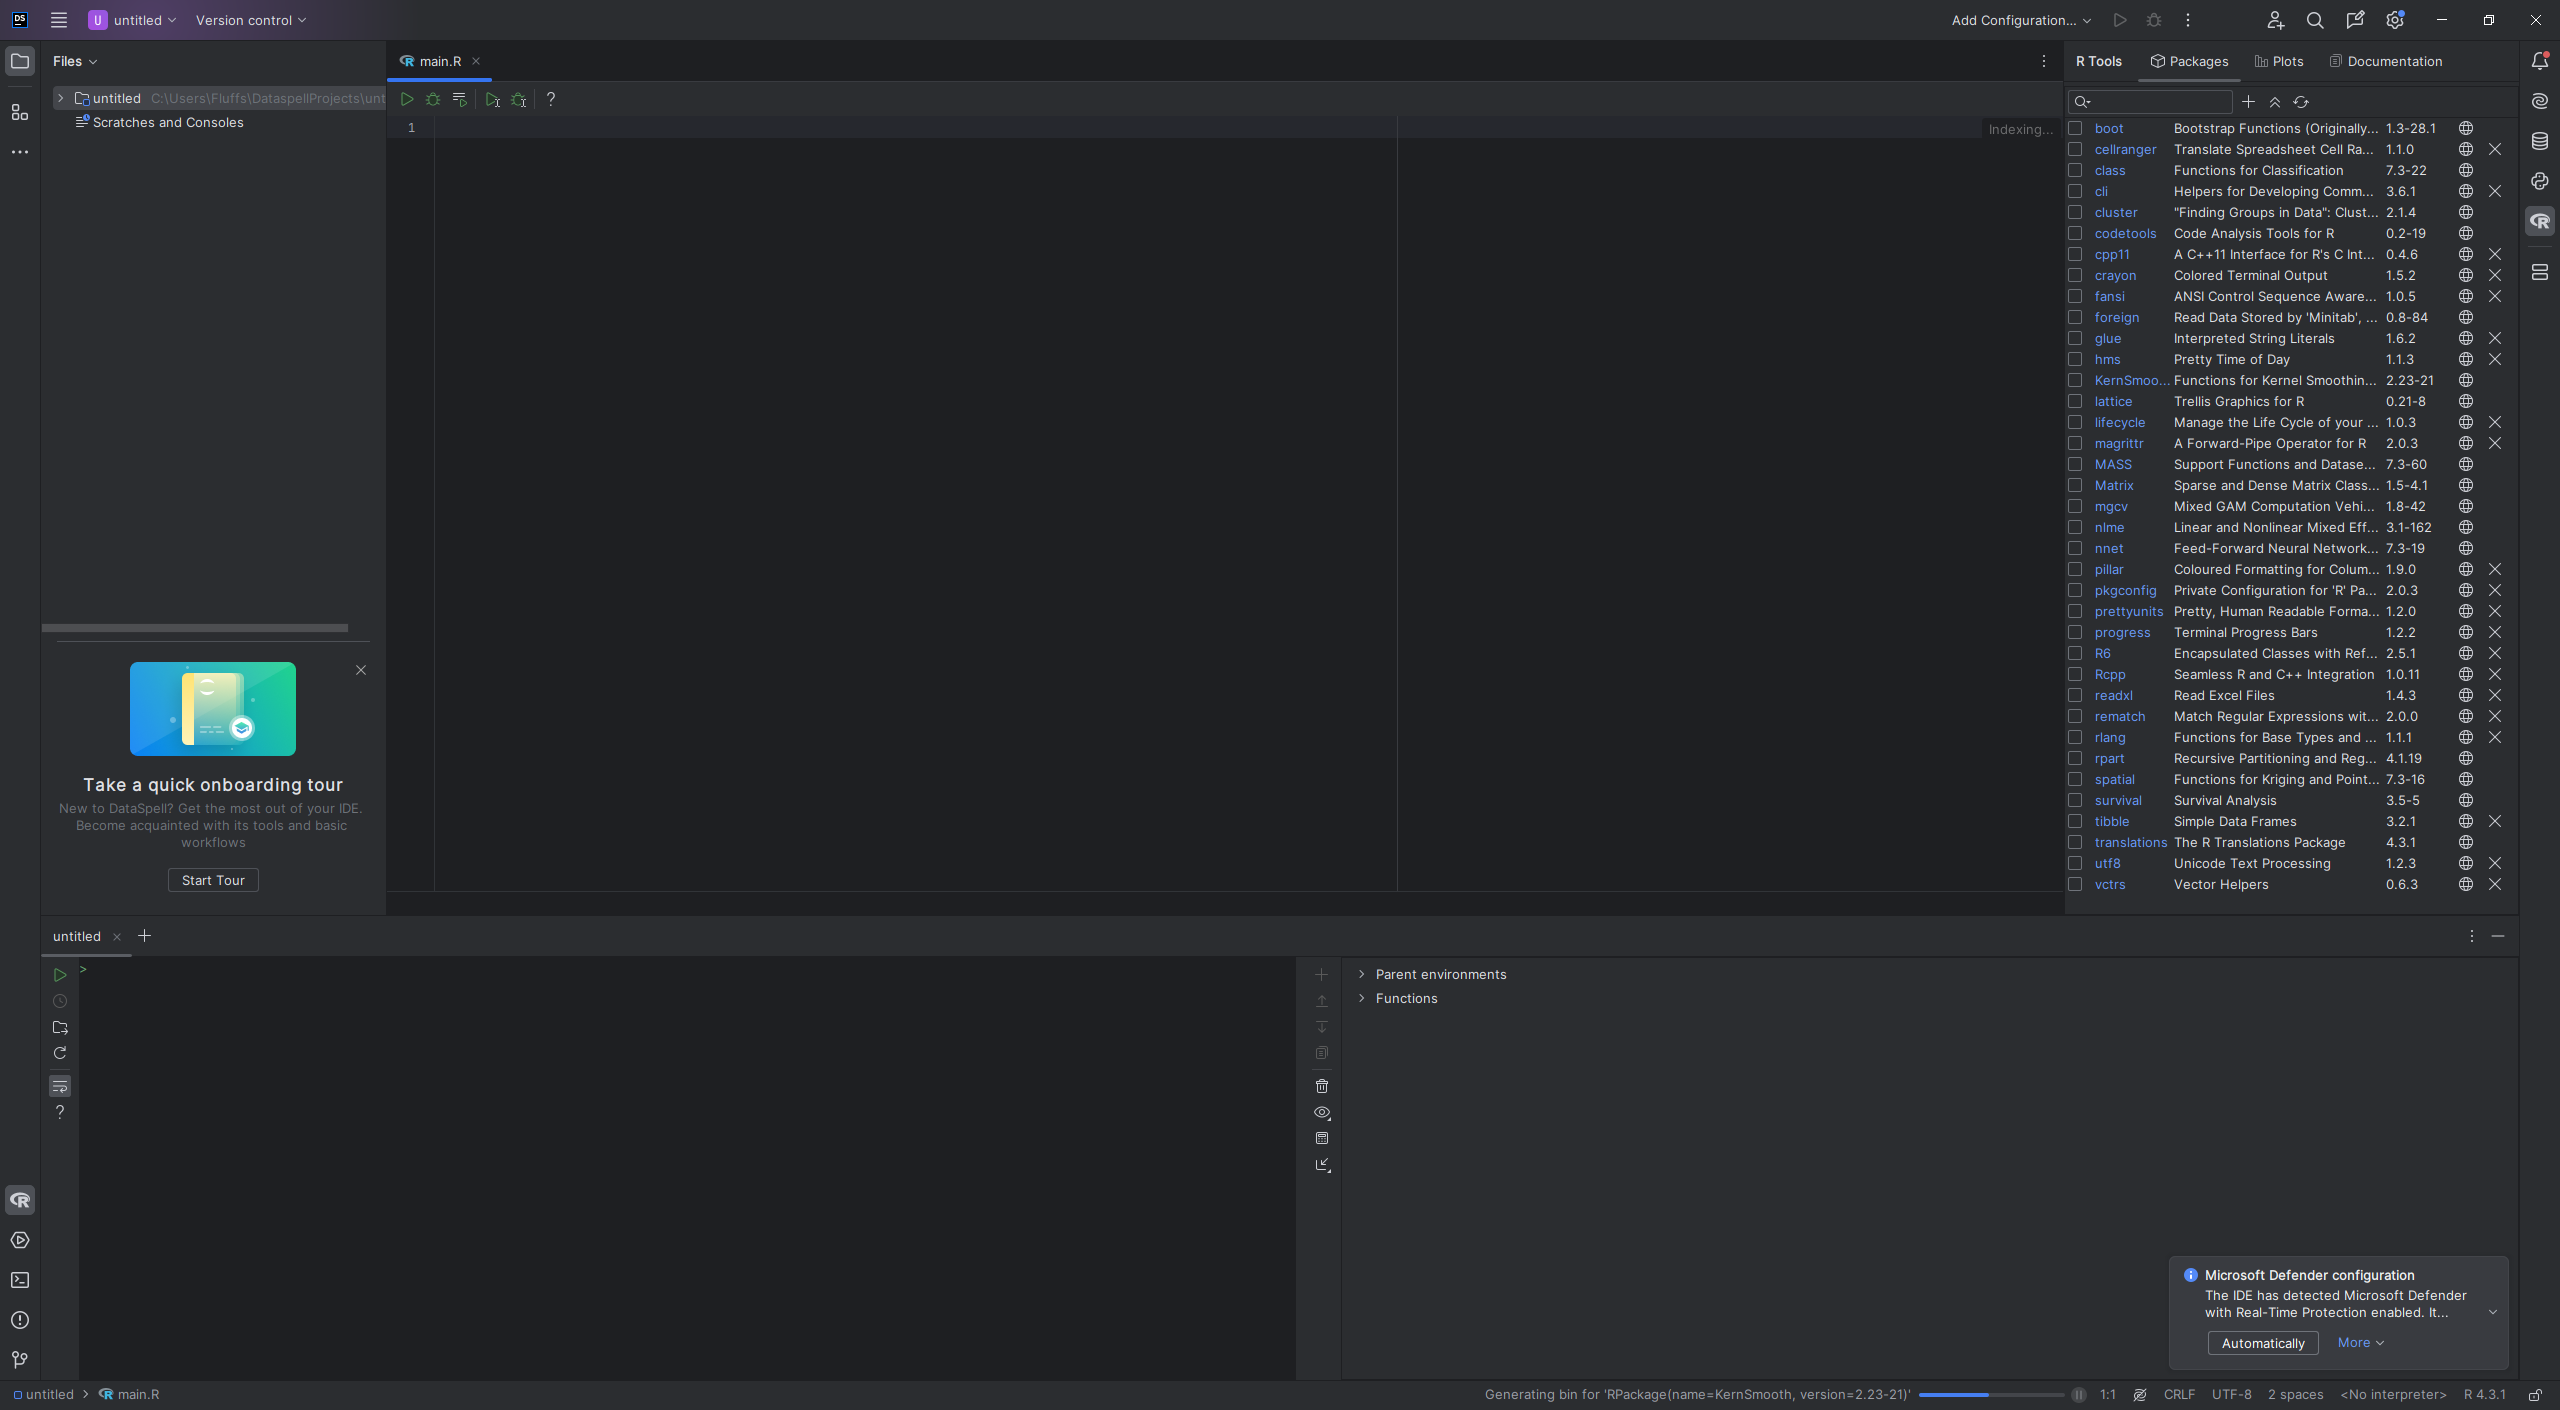 DS
U untitled
Version control
Add Configuration...
Files
untitled C:\Users\Fluffs\DataspellProjects\unt
Scratches and Consoles
main.R
1
Indexing...
R Tools
Packages
Plots
Documentation
boot Bootstrap Functions (Originally... 1.3-28.1
cellranger Translate Spreadsheet Cell Ra... 1.1.0
class Functions for Classification 7.3-22
cli Helpers for Developing Comm... 3.6.1
cluster "Finding Groups in Data": Clust... 2.1.4
codetools Code Analysis Tools for R 0.2-19
cpp11 A C++11 Interface for R's C Int... 0.4.6
crayon Colored Terminal Output 1.5.2
fansi ANSI Control Sequence Aware... 1.0.5
foreign Read Data Stored by 'Minitab', ... 0.8-84
glue Interpreted String Literals 1.6.2
hms Pretty Time of Day 1.1.3
KernSmoo... Functions for Kernel Smoothin... 2.23-21
lattice Trellis Graphics for R 0.21-8
lifecycle Manage the Life Cycle of your ... 1.0.3
magrittr A Forward-Pipe Operator for R 2.0.3
MASS Support Functions and Datase... 7.3-60
Matrix Sparse and Dense Matrix Class... 1.5-4.1
mgcv Mixed GAM Computation Vehi... 1.8-42
nlme Linear and Nonlinear Mixed Eff... 3.1-162
nnet Feed-Forward Neural Network... 7.3-19
pillar Coloured Formatting for Colum... 1.9.0
pkgconfig Private Configuration for 'R' Pa... 2.0.3
prettyunits Pretty, Human Readable Forma... 1.2.0
progress Terminal Progress Bars 1.2.2
R6 Encapsulated Classes with Ref... 2.5.1
Rcpp Seamless R and C++ Integration 1.0.11
readxl Read Excel Files 1.4.3
rematch Match Regular Expressions wit... 2.0.0
rlang Functions for Base Types and ... 1.1.1
rpart Recursive Partitioning and Reg... 4.1.19
spatial Functions for Kriging and Point... 7.3-16
survival Survival Analysis 3.5-5
tibble Simple Data Frames 3.2.1
translations The R Translations Package 4.3.1
utf8 Unicode Text Processing 1.2.3
vctrs Vector Helpers 0.6.3
Take a quick onboarding tour
New to DataSpell? Get the most out of your IDE.
Become acquainted with its tools and basic
workflows
Start Tour
untitled
>
Parent environments
Functions
Microsoft Defender configuration
The IDE has detected Microsoft Defender
with Real-Time Protection enabled. It...
Automatically
More
untitled > main.R
Generating bin for 'RPackage(name=KernSmooth, version=2.23-21)'
1:1
CRLF
UTF-8
2 spaces
<No interpreter>
R 4.3.1